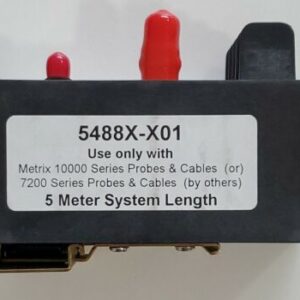 5488X-X01
Use only with
Metrix 10000 Series Probes & Cables (or)
7200 Series Probes & Cables (by others)
5 Meter System Length